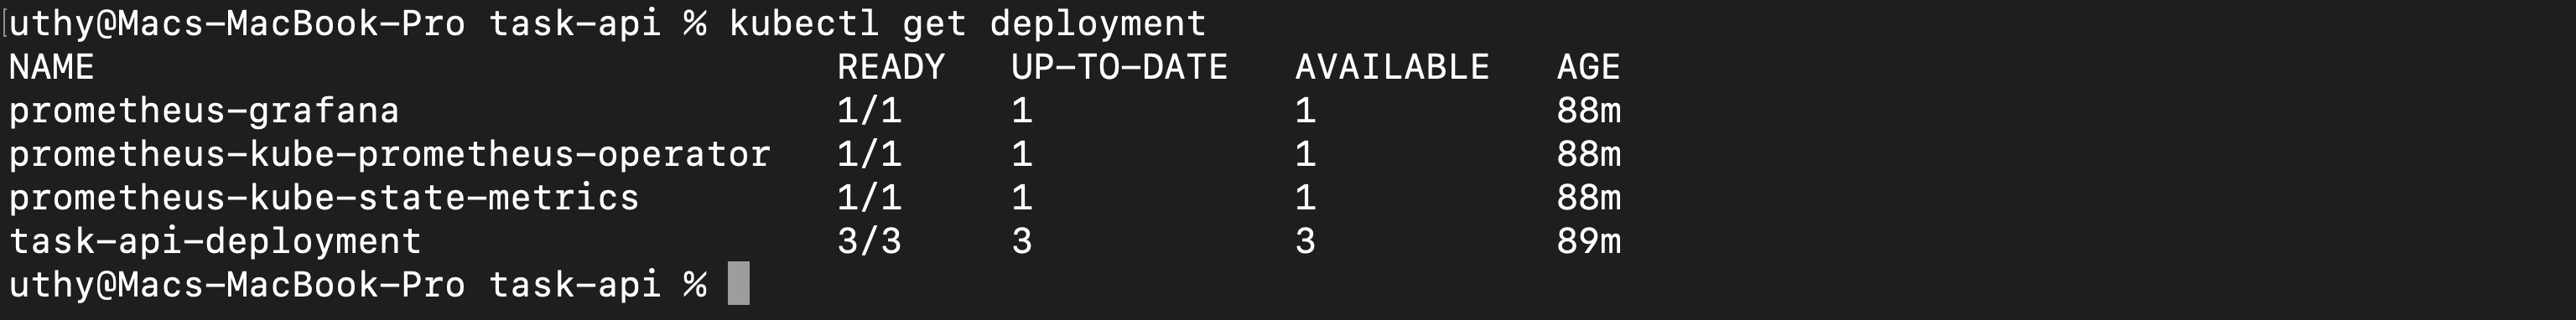 uthy@Macs-MacBook-Pro task-api % kubectl get deployment
NAME READY UP-TO-DATE AVAILABLE AGE
prometheus-grafana 1/1 1 1 88m
prometheus-kube-prometheus-operator 1/1 1 1 88m
prometheus-kube-state-metrics 1/1 1 1 88m
task-api-deployment 3/3 3 3 89m
uthy@Macs-MacBook-Pro task-api %